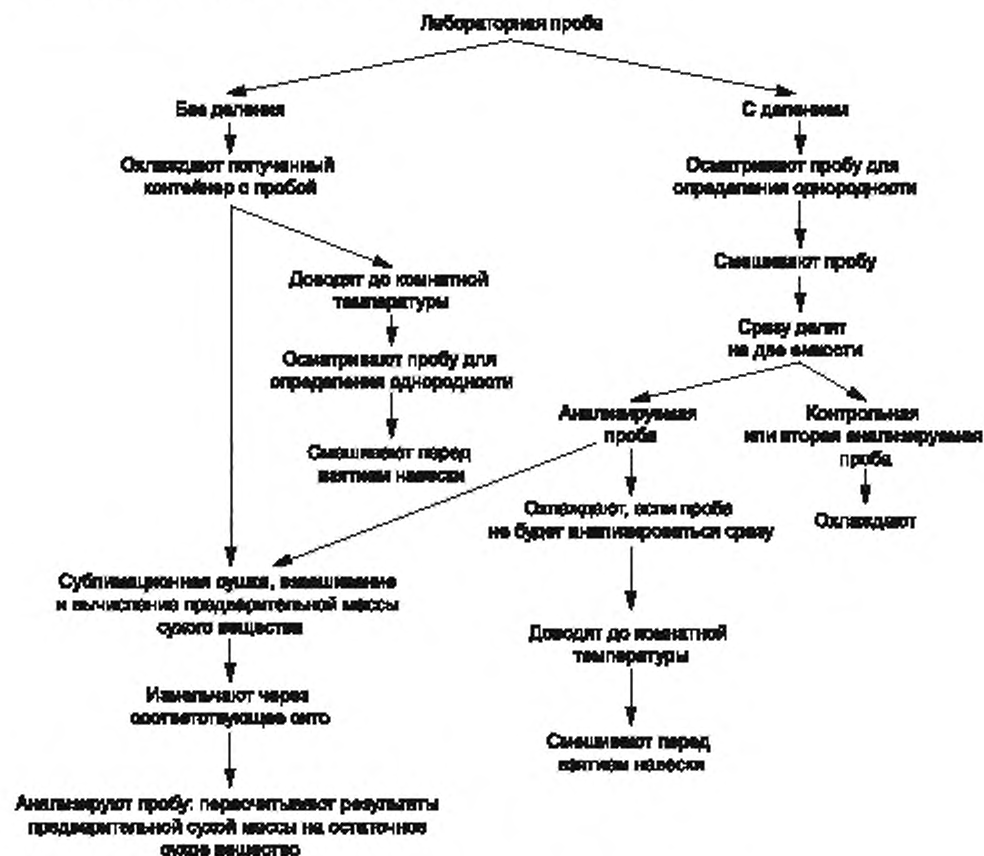 Лабораторная проба
Без деления
С делением
Охлаждают полученный
контейнер с пробой
Осматривают пробу для
определения однородности
Доводят до комнатной
температуры
Смешивают пробу
Осматривают пробу для
определения однородности
Сразу делят
на две емкости
Смешивают перед
взятием навески
Анализируемая
проба
Контрольная
или вторая анализируемая
проба
Охлаждают, если проба
не будет анализироваться сразу
Охлаждают
Сублимационная сушка, взвешивание
и вычисление предварительной массы
сухого вещества
Доводят до комнатной
температуры
Измельчают через
соответствующее сито
Смешивают перед
взятием навески
Анализируют пробу: пересчитывают результаты
предварительной сухой массы на остаточное
сухое вещество